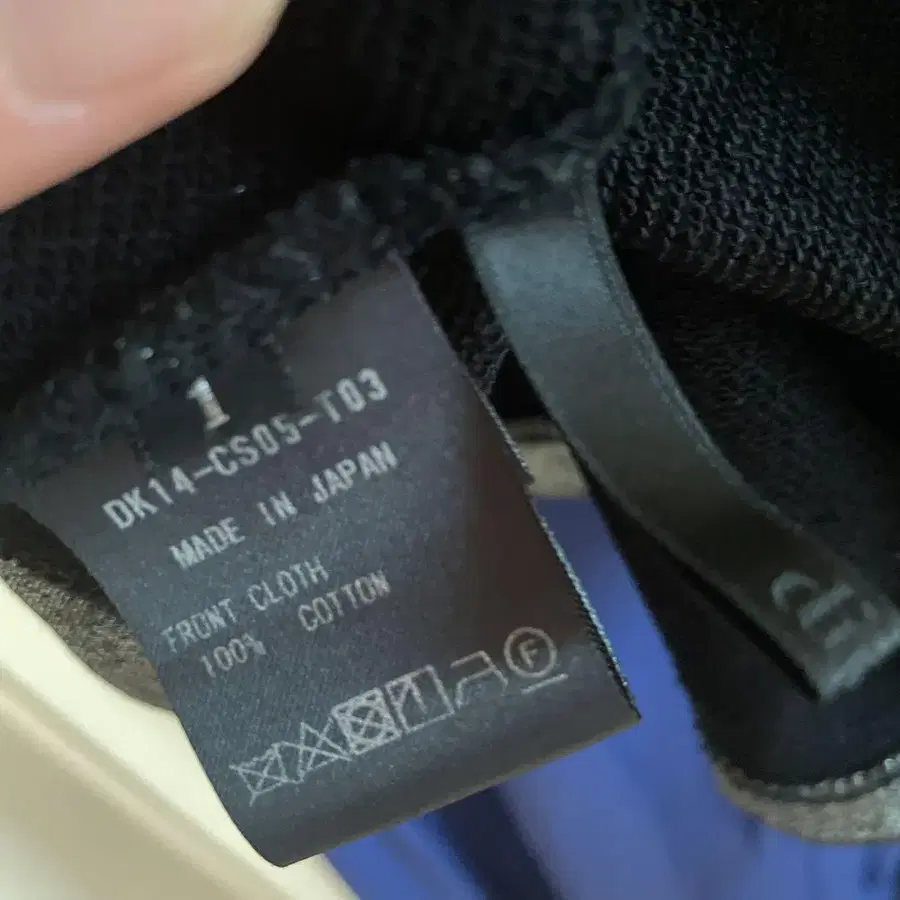 1
DK14-CS05-T03
MADE IN JAPAN
FRONT CLOTH
100% COTTON
F